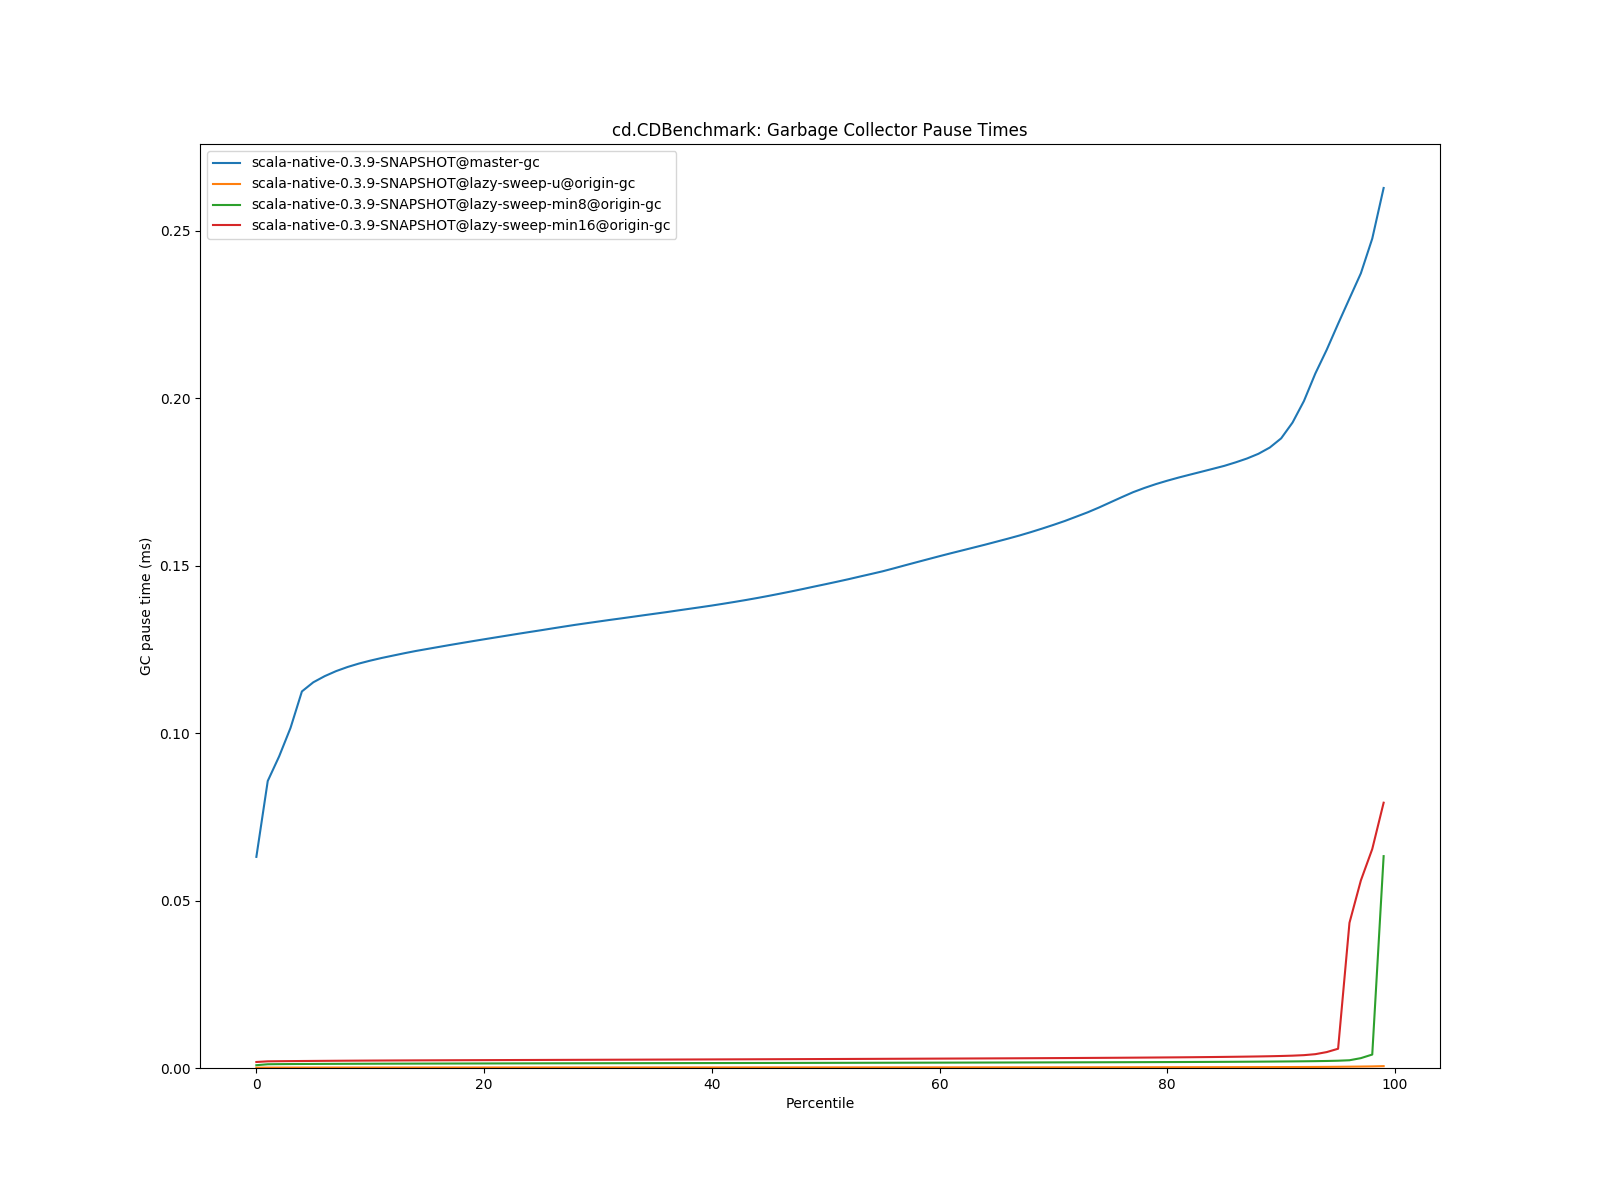 cd.CDBenchmark: Garbage Collector Pause Times
scala-native-0.3.9-SNAPSHOT@master-gc
scala-native-0.3.9-SNAPSHOT@lazy-sweep-u@origin-gc
scala-native-0.3.9-SNAPSHOT@lazy-sweep-min8@origin-gc
scala-native-0.3.9-SNAPSHOT@lazy-sweep-min16@origin-gc
GC pause time (ms)
0.25
0.20
0.15
0.10
0.05
0.00
0 20 40 60 80 100
Percentile